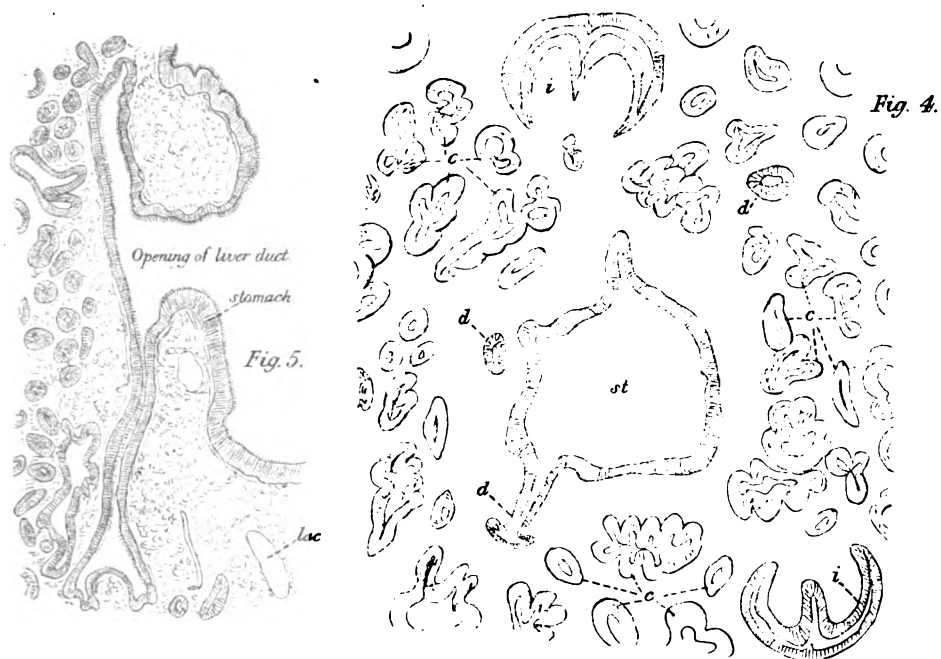 Opening of liver duct
stomach
Fig. 5.
lac
Fig. 4.
i
c
d
d
c
st
d
c
i